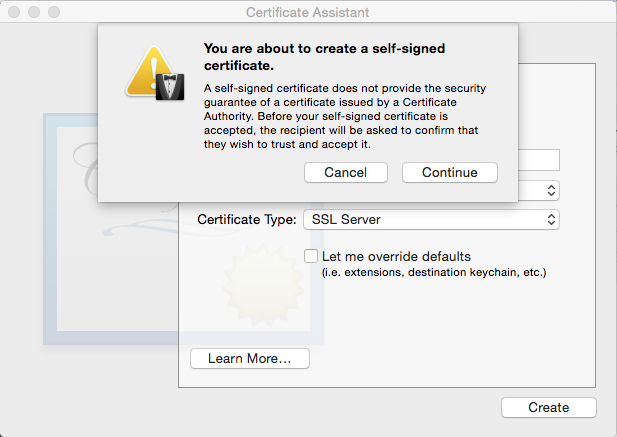 Certificate Assistant
You are about to create a self-signed
certificate.
A self-signed certificate does not provide the security
guarantee of a certificate issued by a Certificate
Authority. Before your self-signed certificate is
accepted, the recipient will be asked to confirm that
they wish to trust and accept it.
Cancel
Continue
Certificate Type:
SSL Server
Let me override defaults
(i.e. extensions, destination keychain, etc.)
Learn More...
Create